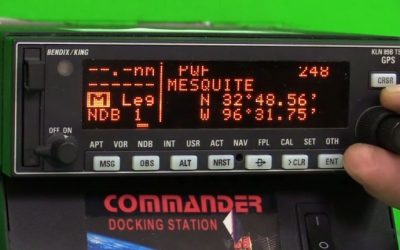 BENDIX/KING
KLN 89B TS
GPS
--.-nm PWF 248
------ MESQUITE
M Leg N 32°48.56'
NDB 1 W 96°31.75'
CRSR
OFF ON
APT VOR NDB INT USR ACT NAV FPL CAL SET OTH
MSG OBS ALT NRST D >CLR ENT
COMMANDER
DOCKING STATION